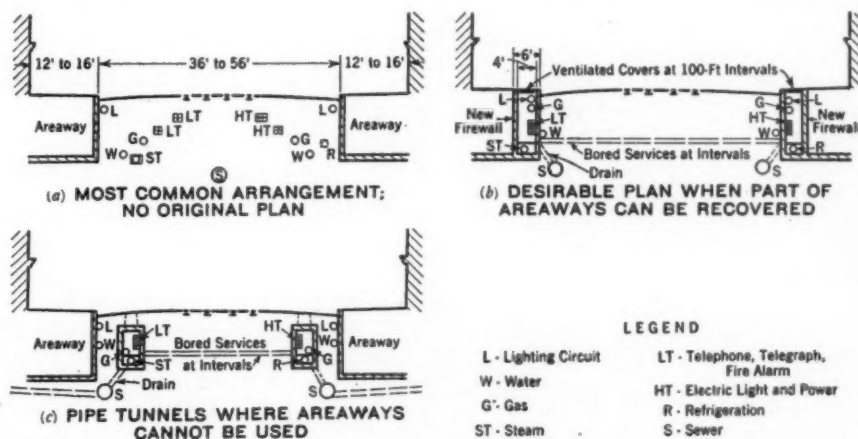 12' to 16' 36' to 56' 12' to 16'
Areaway
L
LT
LT
G
W
ST
HT
HT
G
W
R
L
Areaway
S
(a) MOST COMMON ARRANGEMENT;
NO ORIGINAL PLAN
6'
4'
Ventilated Covers at 100-Ft Intervals
L
G
LT
W
New
Firewall
ST
Bored Services at Intervals
Drain
S
G
L
HT
W
New
Firewall
R
S
(b) DESIRABLE PLAN WHEN PART OF
AREAWAYS CAN BE RECOVERED
Areaway
L
W
G
LT
ST
Drain
S
Bored Services
at Intervals
HT
R
G
L
W
Areaway
S
(c) PIPE TUNNELS WHERE AREAWAYS
CANNOT BE USED
LEGEND
L - Lighting Circuit
W - Water
G - Gas
ST - Steam
LT - Telephone, Telegraph,
Fire Alarm
HT - Electric Light and Power
R - Refrigeration
S - Sewer